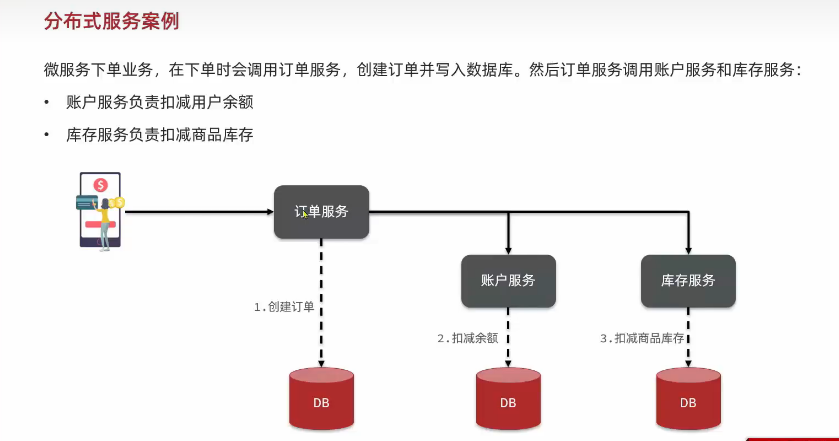 分布式服务案例
微服务下单业务，在下单时会调用订单服务，创建订单并写入数据库。然后订单服务调用账户服务和库存服务：
• 账户服务负责扣减用户余额
• 库存服务负责扣减商品库存
$
订单服务
账户服务
库存服务
1.创建订单
2.扣减余额
3.扣减商品库存
DB
DB
DB